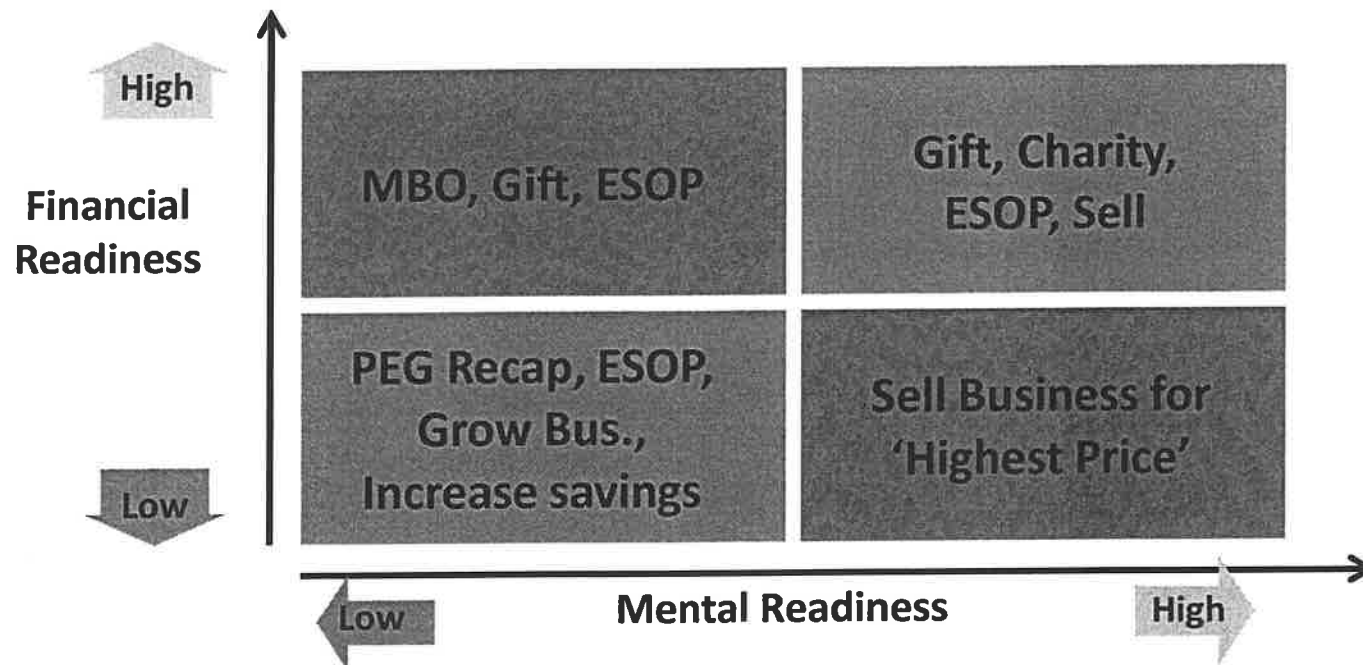 High
Financial
Readiness
Low
MBO, Gift, ESOP
Gift, Charity,
ESOP, Sell
PEG Recap, ESOP,
Grow Bus.,
Increase savings
Sell Business for
‘Highest Price’
Low
Mental Readiness
High